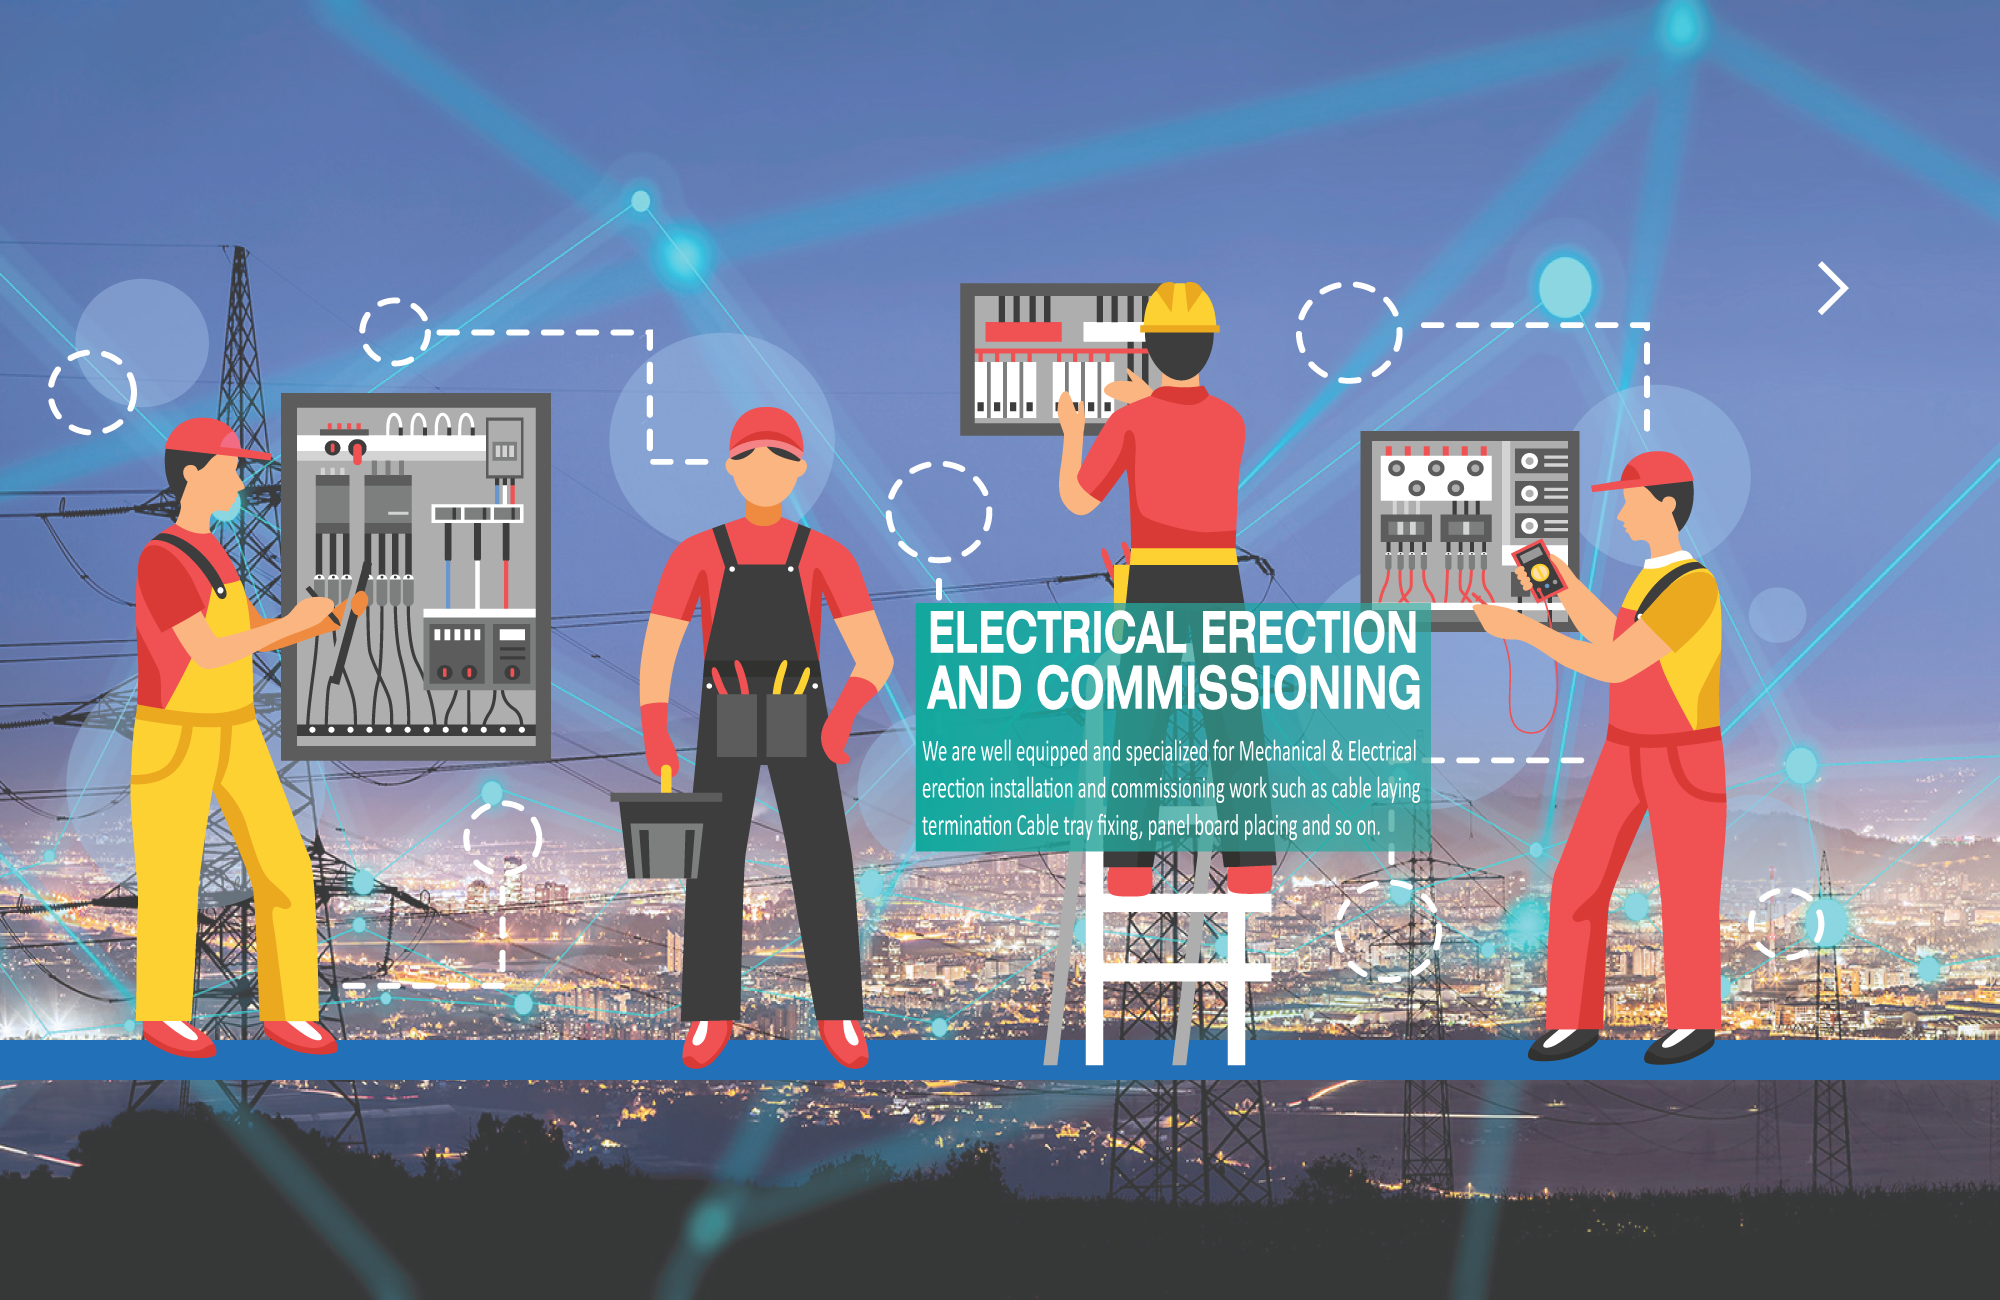 ELECTRICAL ERECTION
AND COMMISSIONING
We are well equipped and specialized for Mechanical & Electrical
erection installation and commissioning work such as cable laying
termination Cable tray fixing, panel board placing and so on.